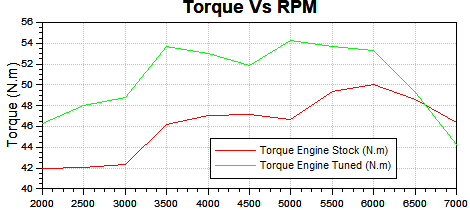 Torque Vs RPM
56
54
52
50
48
46
44
42
40
Torque (N.m)
Torque Engine Stock (N.m)
Torque Engine Tuned (N.m)
2000 2500 3000 3500 4000 4500 5000 5500 6000 6500 7000